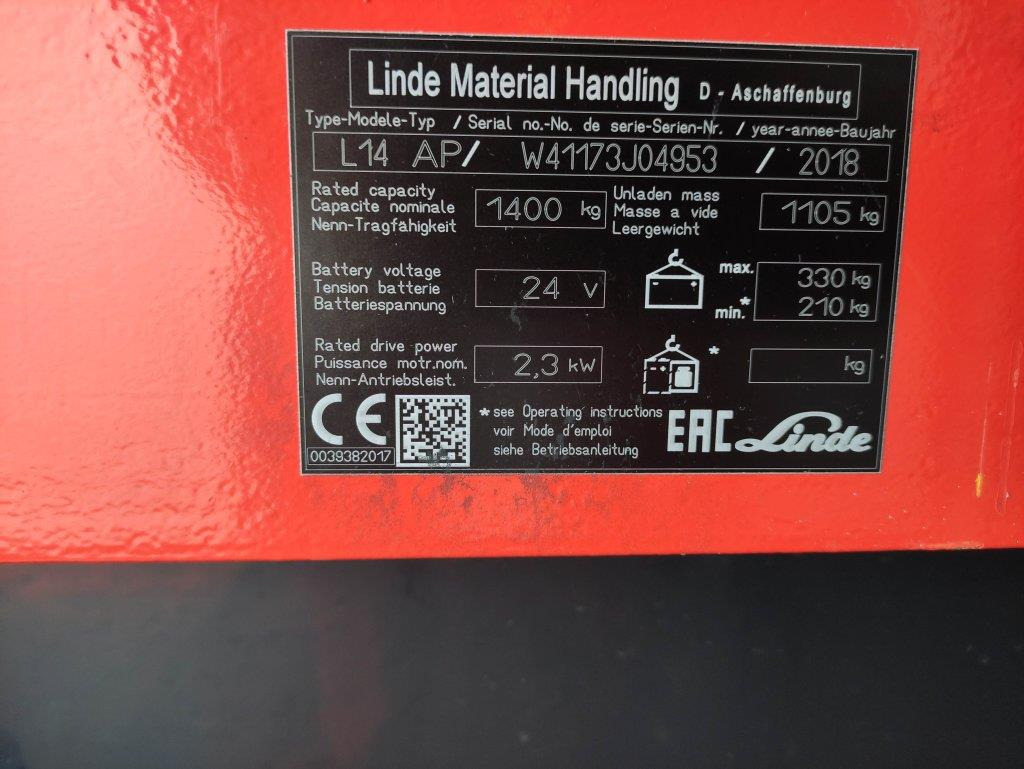 Linde Material Handling D - Aschaffenburg
Type-Modele-Typ / Serial no.-No. de serie-Serien-Nr. / year-annee-Baujahr
L14 AP/ W41173J04953 / 2018
Rated capacity
Capacite nominale
Nenn-Tragfähigkeit
1400 kg
Unladen mass
Masse a vide
Leergewicht
1105 kg
Battery voltage
Tension batterie
Batteriespannung
24 V
max. 330 kg
min.* 210 kg
Rated drive power
Puissance motr.nom.
Nenn-Antriebsleist.
2,3 kW
* kg
CE
0039382017
* see Operating instructions
voir Mode d'emploi
siehe Betriebsanleitung
EAC Linde